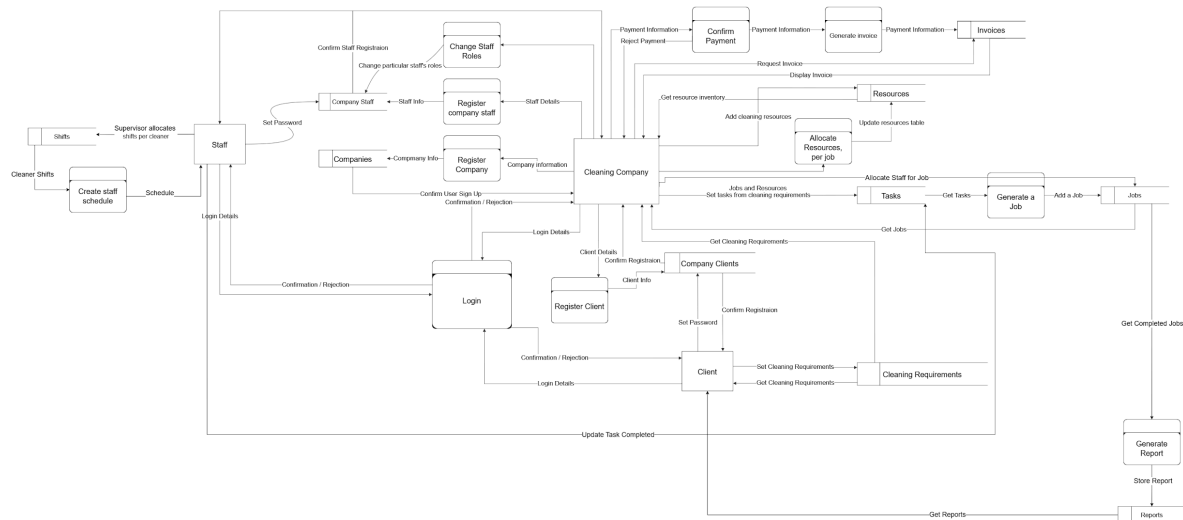 Payment Information
Confirm
Payment
Payment Information
Generate invoice
Payment Information
Invoices
Reject Payment
Confirm Staff Registraion
Change Staff
Roles
Change particular staff's roles
Request Invoice
Display Invoice
Company Staff
Staff Info
Register
company staff
Staff Details
Get resource inventory
Resources
Add cleaning resources
Update resources table
Set Password
Shifts
Supervisor allocates
shifts per cleaner
Staff
Allocate
Resources,
per job
Companies
Compmany Info
Register
Company
Company information
Cleaning Company
Cleaner Shifts
Create staff
schedule
Schedule
Confirm User Sign Up
Confirmation / Rejection
Allocate Staff for Job
Jobs and Resources
Set tasks from cleaning requirements
Tasks
Get Tasks
Generate a
Job
Add a Job
Jobs
Login Details
Login Details
Get Jobs
Get Cleaning Requirements
Client Details
Confirm Registraion
Company Clients
Client Info
Confirmation / Rejection
Login
Register Client
Set Password
Confirm Registraion
Get Completed Jobs
Confirmation / Rejection
Client
Set Cleaning Requirements
Cleaning Requirements
Login Details
Get Cleaning Requirements
Update Task Completed
Generate
Report
Store Report
Get Reports
Reports